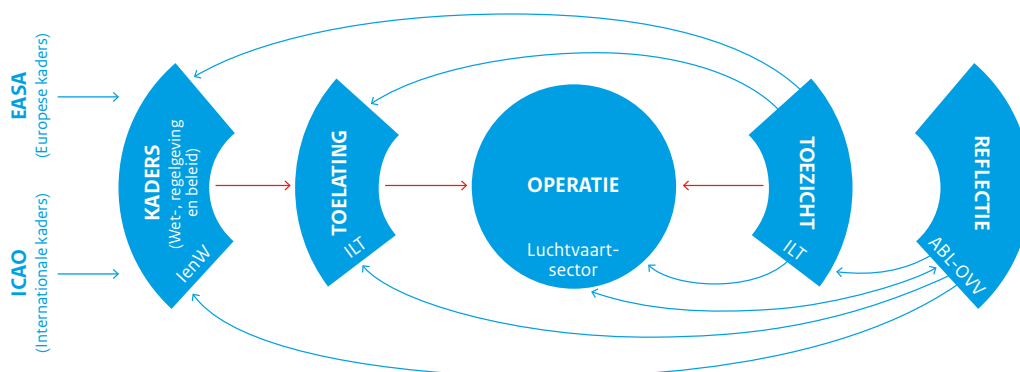 EASA
(Europese kaders)
ICAO
(Internationale kaders)
KADERS
(Wet-, regelgeving
en beleid)
IenW
TOELATING
ILT
OPERATIE
Luchtvaart-
sector
TOEZICHT
ILT
REFLECTIE
ABL-OVV